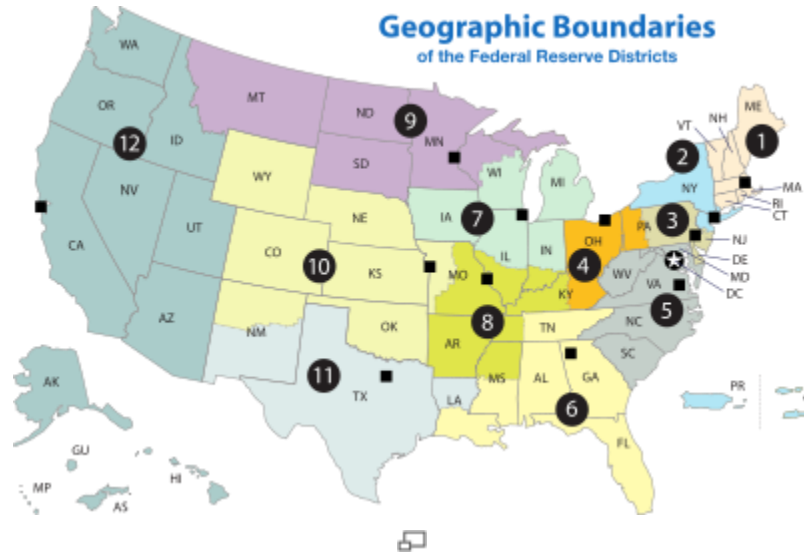 Geographic Boundaries
of the Federal Reserve Districts
WA
MT
ND
9
MN
ME
NH
VT
1
OR
12
ID
SD
WI
MI
2
NY
MA
RI
CT
WY
IA
7
3
PA
NJ
NV
NE
IL
IN
OH
4
DE
MD
DC
CA
UT
CO
10
KS
MO
WV
VA
KY
5
AZ
NM
OK
8
AR
TN
NC
SC
11
TX
MS
AL
GA
LA
6
FL
AK
PR
GU
HI
MP
AS